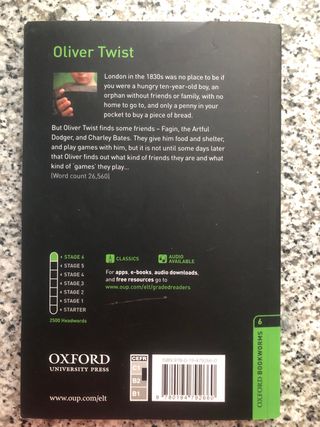 Oliver Twist
London in the 1830s was no place to be if
you were a hungry ten-year-old boy, an
orphan without friends or family, with no
home to go to, and only a penny in your
pocket to buy a piece of bread.
But Oliver Twist finds some friends – Fagin, the Artful
Dodger, and Charley Bates. They give him food and shelter,
and play games with him, but it is not until some days later
that Oliver finds out what kind of friends they are and what
kind of 'games' they play...
(Word count 26,560)
STAGE 6
STAGE 5
STAGE 4
STAGE 3
STAGE 2
STAGE 1
STARTER
2500 Headwords
CLASSICS
AUDIO
AVAILABLE
For apps, e-books, audio downloads,
and free resources go to
www.oup.com/elt/gradedreaders
OXFORD
UNIVERSITY PRESS
www.oup.com/elt
CEFR
C1
B2
B1
6
OXFORD BOOKWORMS